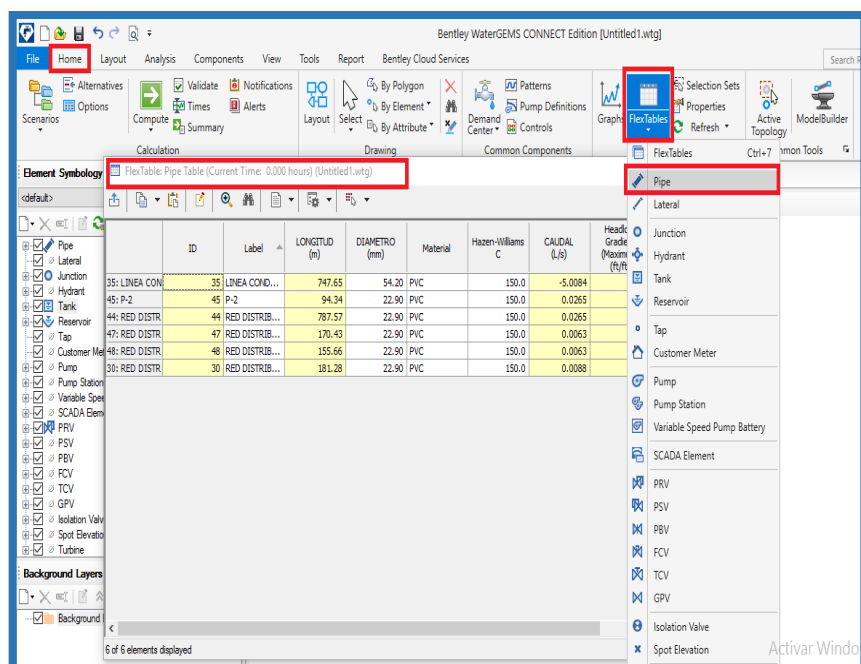 Bentley WaterGEMS CONNECT Edition [Untitled1.wtg]
File Home Layout Analysis Components View Tools Report Bentley Cloud Services Search
Scenarios
Alternatives
Options
Compute
Validate
Times
Summary
Notifications
Alerts
Calculation
Layout
Select
By Polygon
By Element
By Attribute
Drawing
Demand
Center
Patterns
Pump Definitions
Controls
Common Components
Graphs
FlexTables
Selection Sets
Properties
Refresh
Active
Topology
ModelBuilder
mmon Tools
Element Symbology
<default>
Pipe
Lateral
Junction
Hydrant
Tank
Reservoir
Tap
Customer Me
Pump
Pump Station
Variable Spee
SCADA Elem
PRV
PSV
PBV
FCV
TCV
GPV
Isolation Valv
Spot Elevatio
Turbine
Background Layers
Background
FlexTable: Pipe Table (Current Time: 0.000 hours) (Untitled1.wtg)
ID Label LONGITUD (m) DIAMETRO (mm) Material Hazen-Williams C CAUDAL (L/s) Headlo Gradie (Maxim (ft/ft
35: LINEA CON 35 LINEA COND... 747.65 54.20 PVC 150.0 -5.0084
45: P-2 45 P-2 94.34 22.90 PVC 150.0 0.0265
44: RED DISTR 44 RED DISTRIB... 787.57 22.90 PVC 150.0 0.0265
47: RED DISTR 47 RED DISTRIB... 170.43 22.90 PVC 150.0 0.0063
48: RED DISTR 48 RED DISTRIB... 155.66 22.90 PVC 150.0 0.0063
30: RED DISTR 30 RED DISTRIB... 181.28 22.90 PVC 150.0 0.0088
6 of 6 elements displayed
FlexTables Ctrl+7
Pipe
Lateral
Junction
Hydrant
Tank
Reservoir
Tap
Customer Meter
Pump
Pump Station
Variable Speed Pump Battery
SCADA Element
PRV
PSV
PBV
FCV
TCV
GPV
Isolation Valve
Spot Elevation
Activar Windo